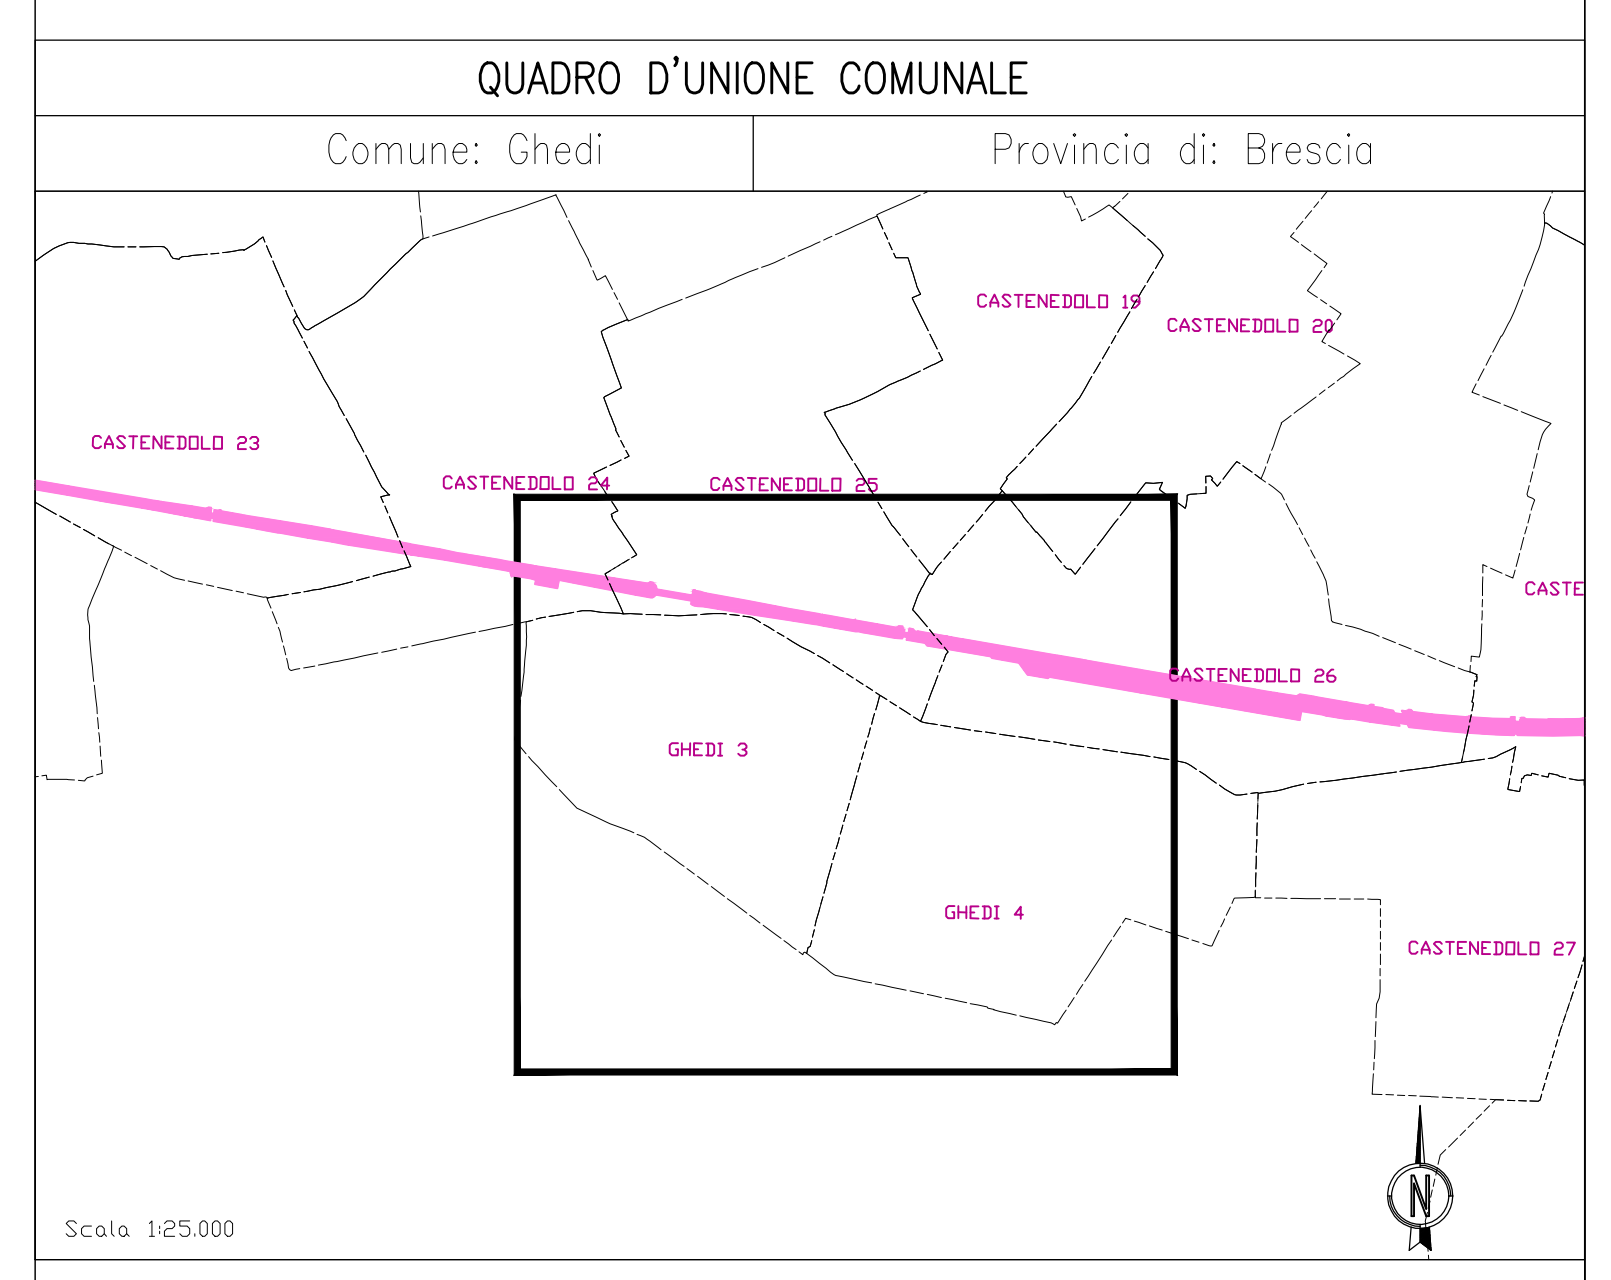 QUADRO D'UNIONE COMUNALE
Comune: Ghedi
Provincia di: Brescia
CASTENEDOLO 19
CASTENEDOLO 20
CASTENEDOLO 23
CASTENEDOLO 24
CASTENEDOLO 25
CASTE
CASTENEDOLO 26
GHEDI 3
GHEDI 4
CASTENEDOLO 27
N
Scala 1:25.000